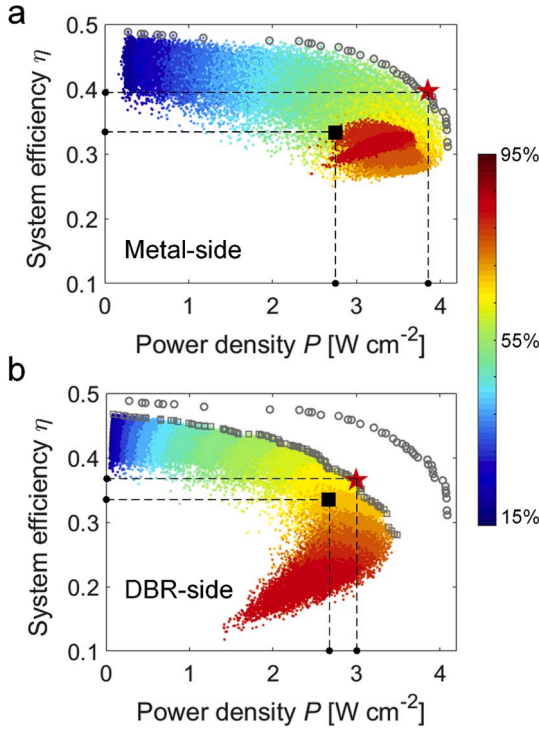 a
0.5
0.4
0.3
0.2
0.1
System efficiency η
Metal-side
0 1 2 3 4
Power density P [W cm-2]
b
0.5
0.4
0.3
0.2
0.1
System efficiency η
DBR-side
0 1 2 3 4
Power density P [W cm-2]
95%
55%
15%